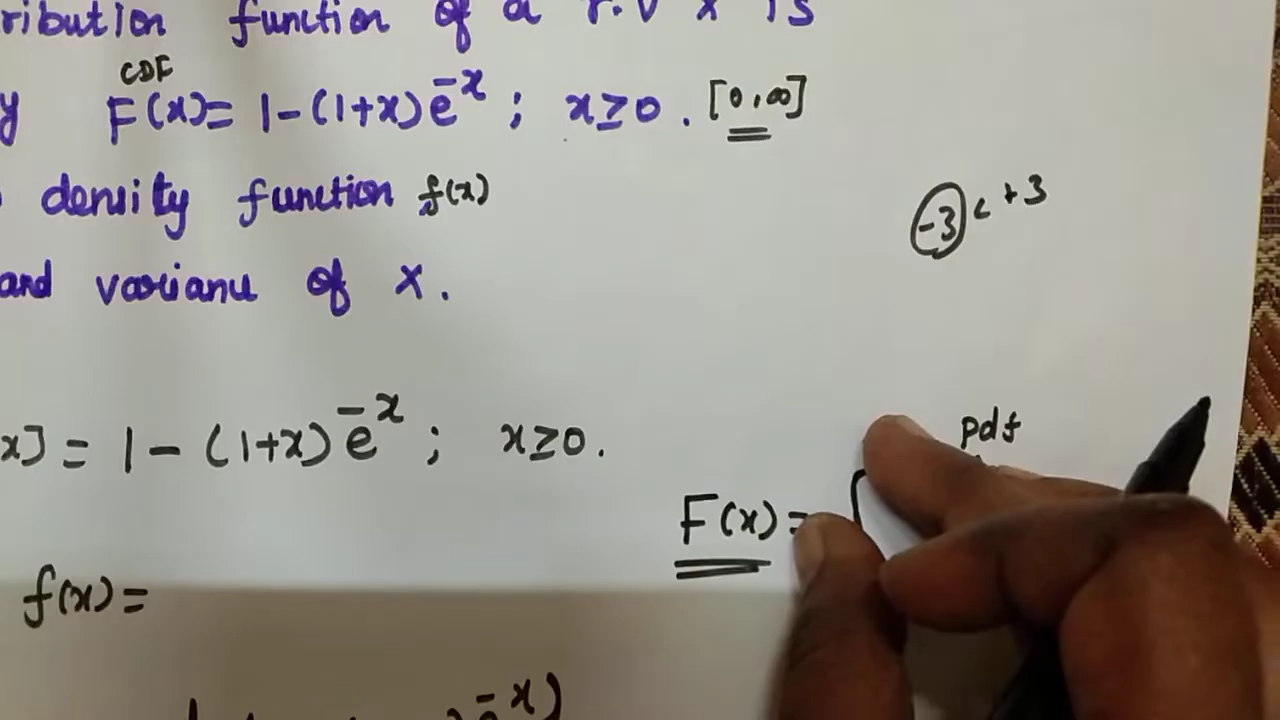 ribution function of a r.v X is
CDF
y F(x)= 1-(1+x)e^-x ; x≥0. [0,∞]
density function f(x)
-3 < +3
and variance of X.
x] = 1-(1+x)e^-x ; x≥0.
pdf
F(x)= ∫
f(x)=
e^-x)